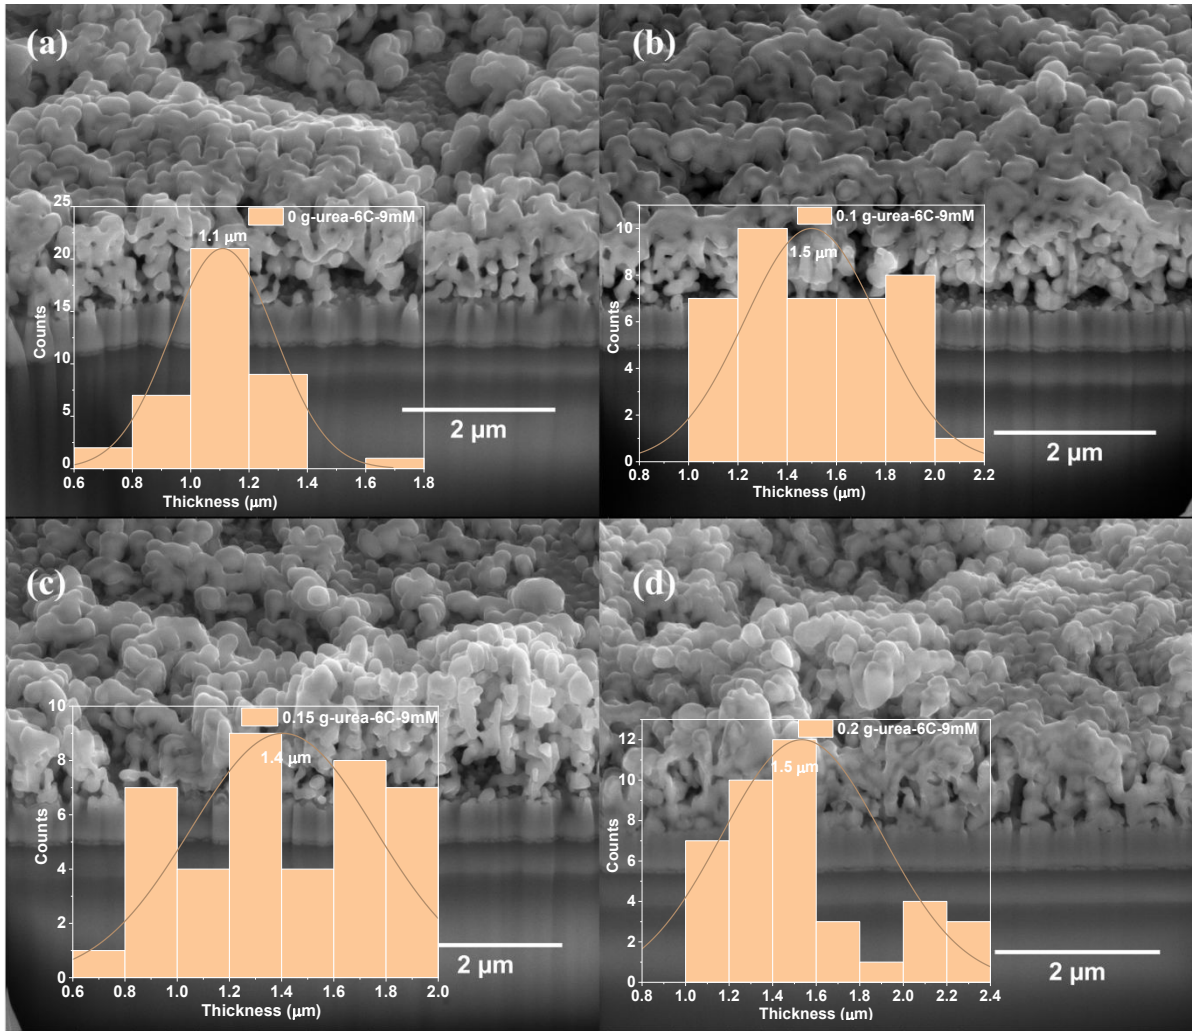 (a)
0 g-urea-6C-9mM
1.1 μm
Counts
25
20
15
10
5
0
0.6 0.8 1.0 1.2 1.4 1.6 1.8
Thickness (μm)
2 μm
(b)
0.1 g-urea-6C-9mM
1.5 μm
Counts
10
8
6
4
2
0
0.8 1.0 1.2 1.4 1.6 1.8 2.0 2.2
Thickness (μm)
2 μm
(c)
0.15 g-urea-6C-9mM
1.4 μm
Counts
10
8
6
4
2
0
0.6 0.8 1.0 1.2 1.4 1.6 1.8 2.0
Thickness (μm)
2 μm
(d)
0.2 g-urea-6C-9mM
1.5 μm
Counts
12
10
8
6
4
2
0
0.8 1.0 1.2 1.4 1.6 1.8 2.0 2.2 2.4
Thickness (μm)
2 μm